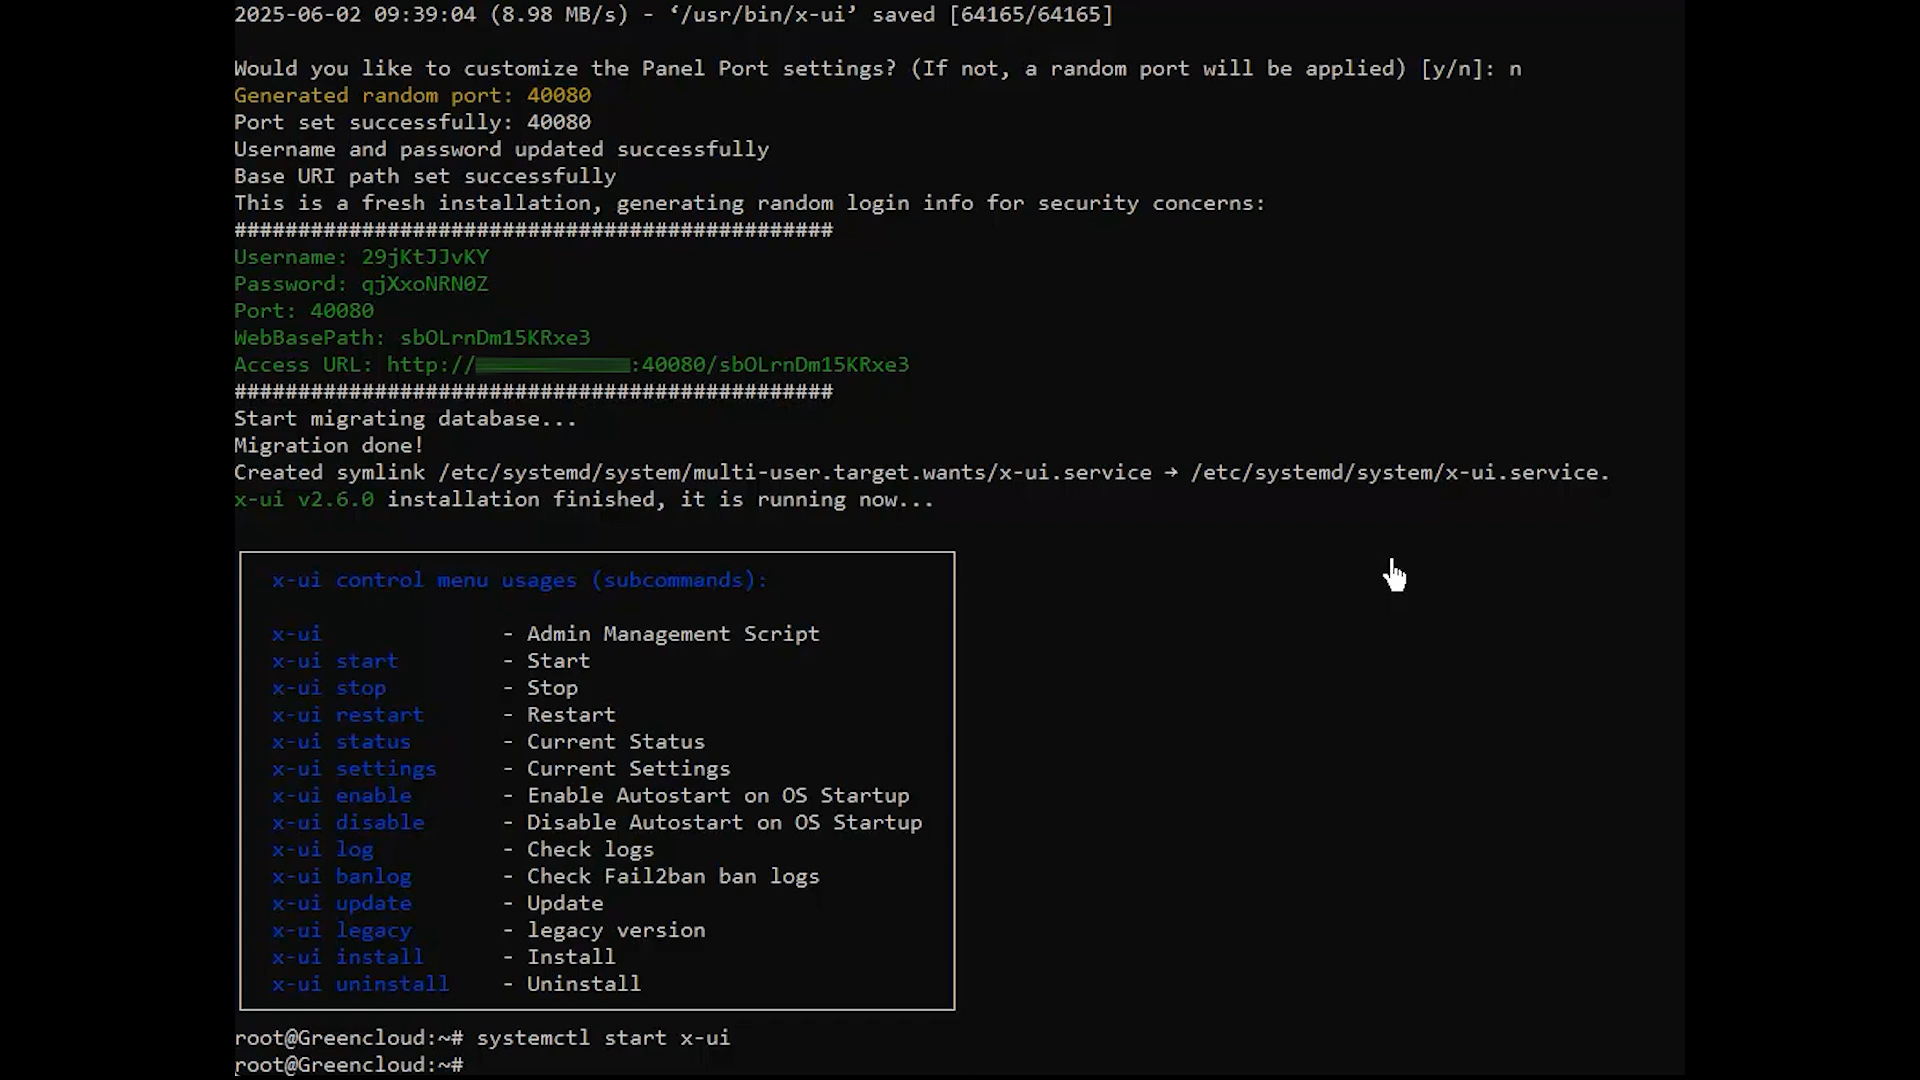 2025-06-02 09:39:04 (8.98 MB/s) - ‘/usr/bin/x-ui’ saved [64165/64165]
Would you like to customize the Panel Port settings? (If not, a random port will be applied) [y/n]: n
Generated random port: 40080
Port set successfully: 40080
Username and password updated successfully
Base URI path set successfully
This is a fresh installation, generating random login info for security concerns:
###############################################
Username: 29jKtJJvKY
Password: qjXxoNRN0Z
Port: 40080
WebBasePath: sbOLrnDm15KRxe3
Access URL: http://:40080/sbOLrnDm15KRxe3
###############################################
Start migrating database...
Migration done!
Created symlink /etc/systemd/system/multi-user.target.wants/x-ui.service → /etc/systemd/system/x-ui.service.
x-ui v2.6.0 installation finished, it is running now...
x-ui control menu usages (subcommands):
x-ui - Admin Management Script
x-ui start - Start
x-ui stop - Stop
x-ui restart - Restart
x-ui status - Current Status
x-ui settings - Current Settings
x-ui enable - Enable Autostart on OS Startup
x-ui disable - Disable Autostart on OS Startup
x-ui log - Check logs
x-ui banlog - Check Fail2ban ban logs
x-ui update - Update
x-ui legacy - legacy version
x-ui install - Install
x-ui uninstall - Uninstall
root@Greencloud:~# systemctl start x-ui
root@Greencloud:~#